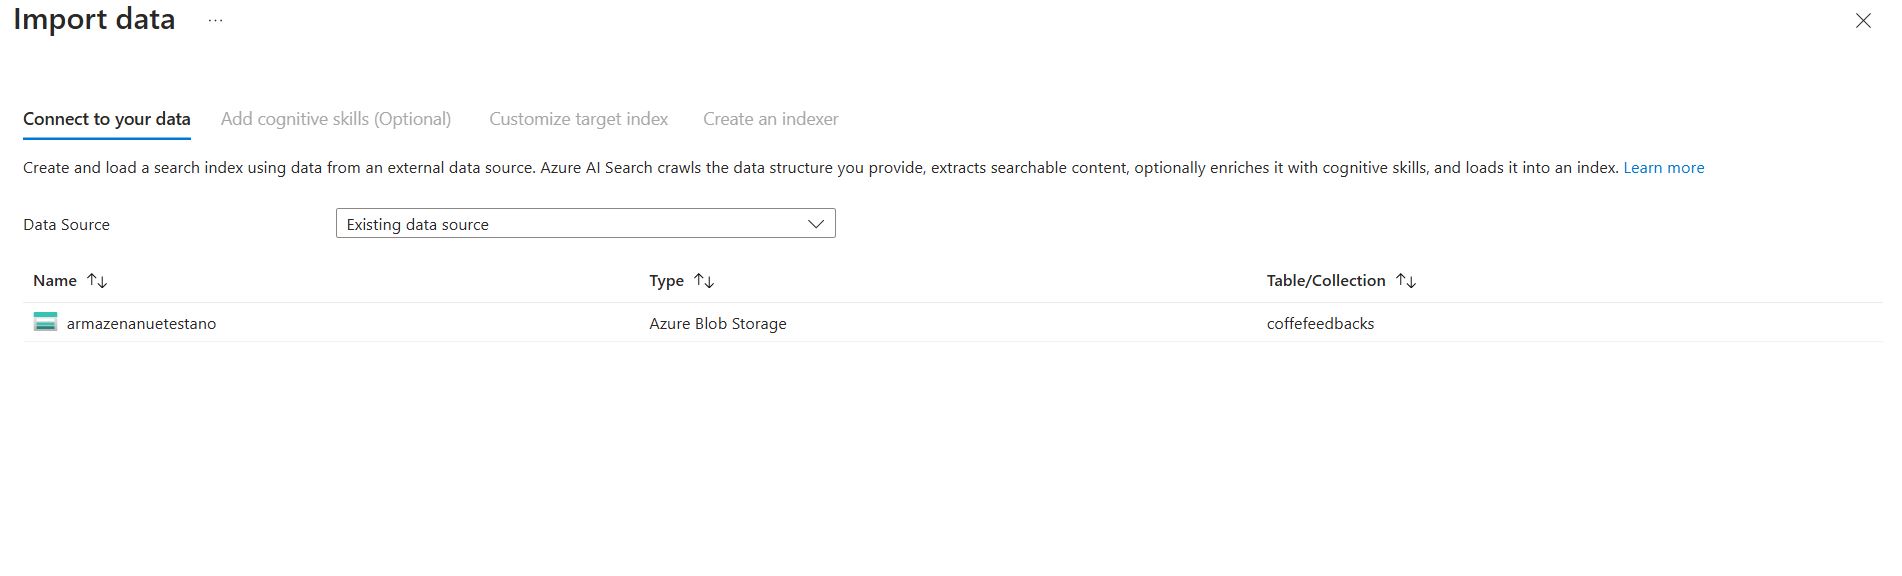 Import data ...
Connect to your data Add cognitive skills (Optional) Customize target index Create an indexer
Create and load a search index using data from an external data source. Azure AI Search crawls the data structure you provide, extracts searchable content, optionally enriches it with cognitive skills, and loads it into an index. Learn more
Data Source Existing data source
Name Type Table/Collection
armazenanuetestano Azure Blob Storage coffefeedbacks